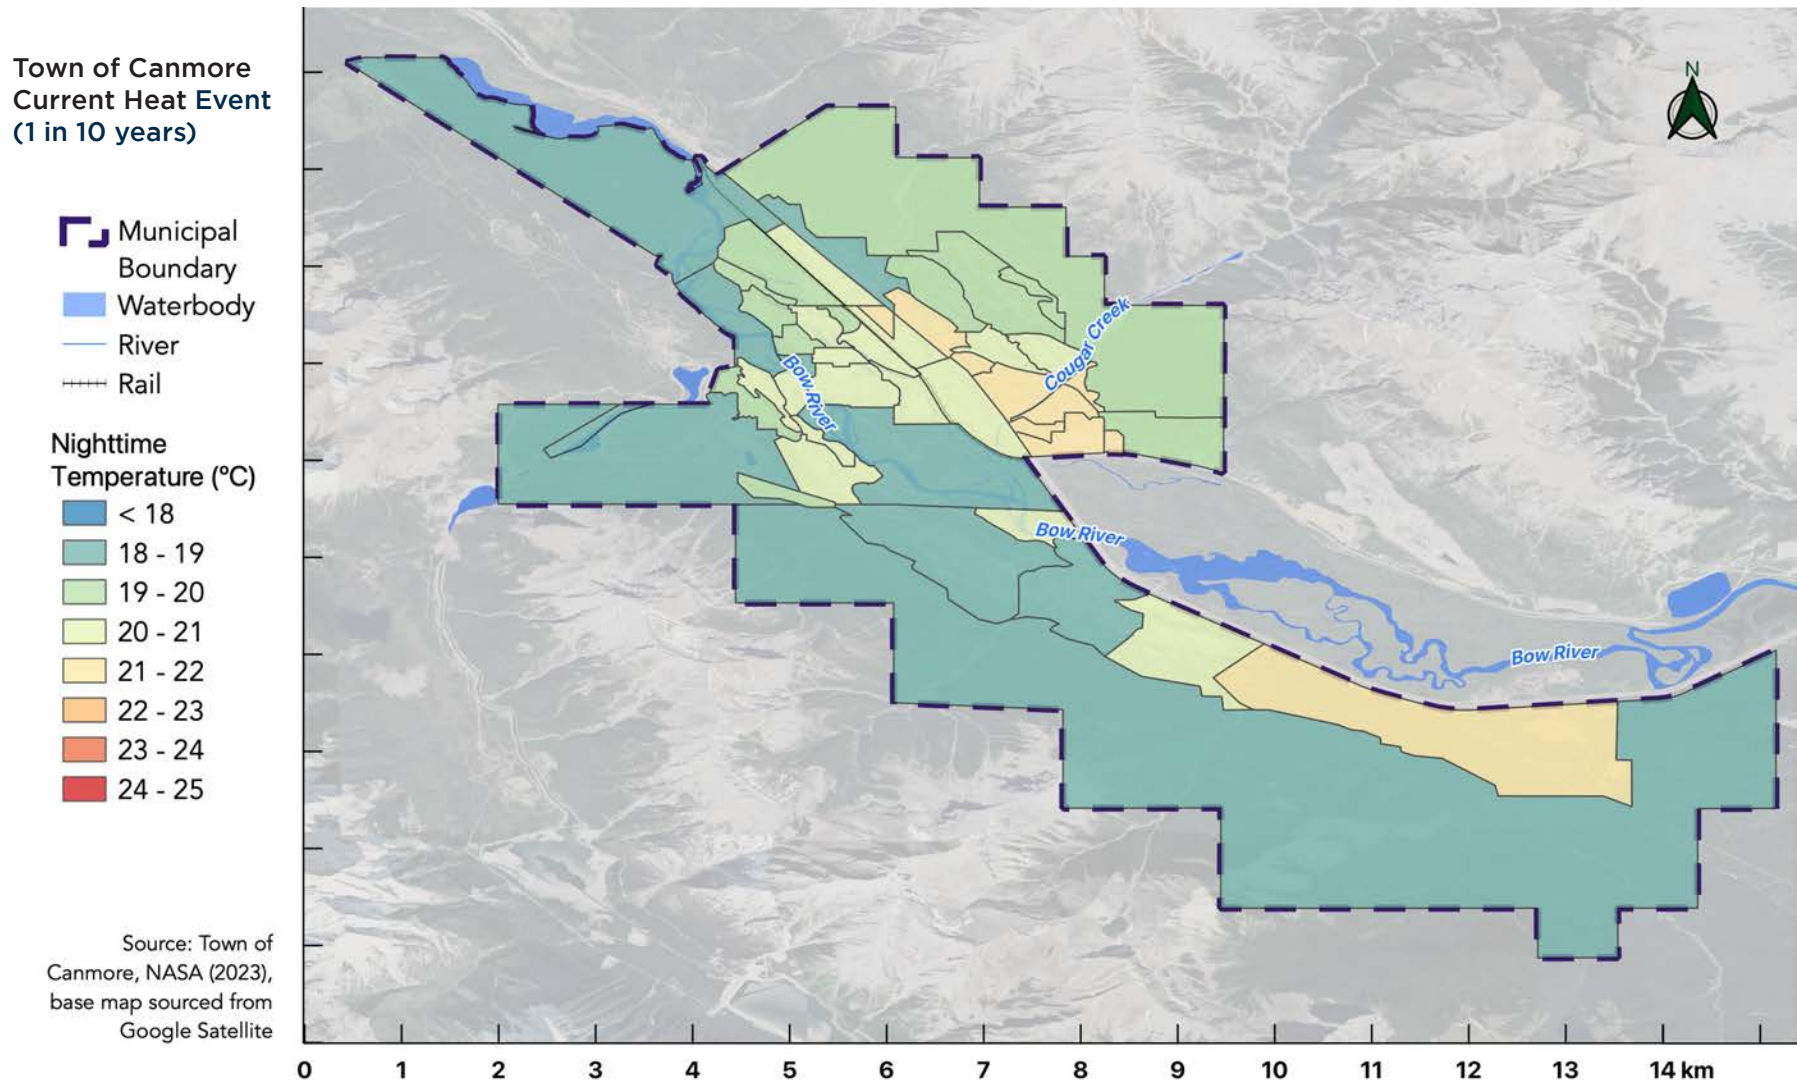 Town of Canmore
Current Heat Event
(1 in 10 years)
Municipal
Boundary
Waterbody
River
Rail
Nighttime
Temperature (°C)
< 18
18 - 19
19 - 20
20 - 21
21 - 22
22 - 23
23 - 24
24 - 25
Source: Town of
Canmore, NASA (2023),
base map sourced from
Google Satellite
N
Cougar Creek
Bow River
Bow River
Bow River
0 1 2 3 4 5 6 7 8 9 10 11 12 13 14 km